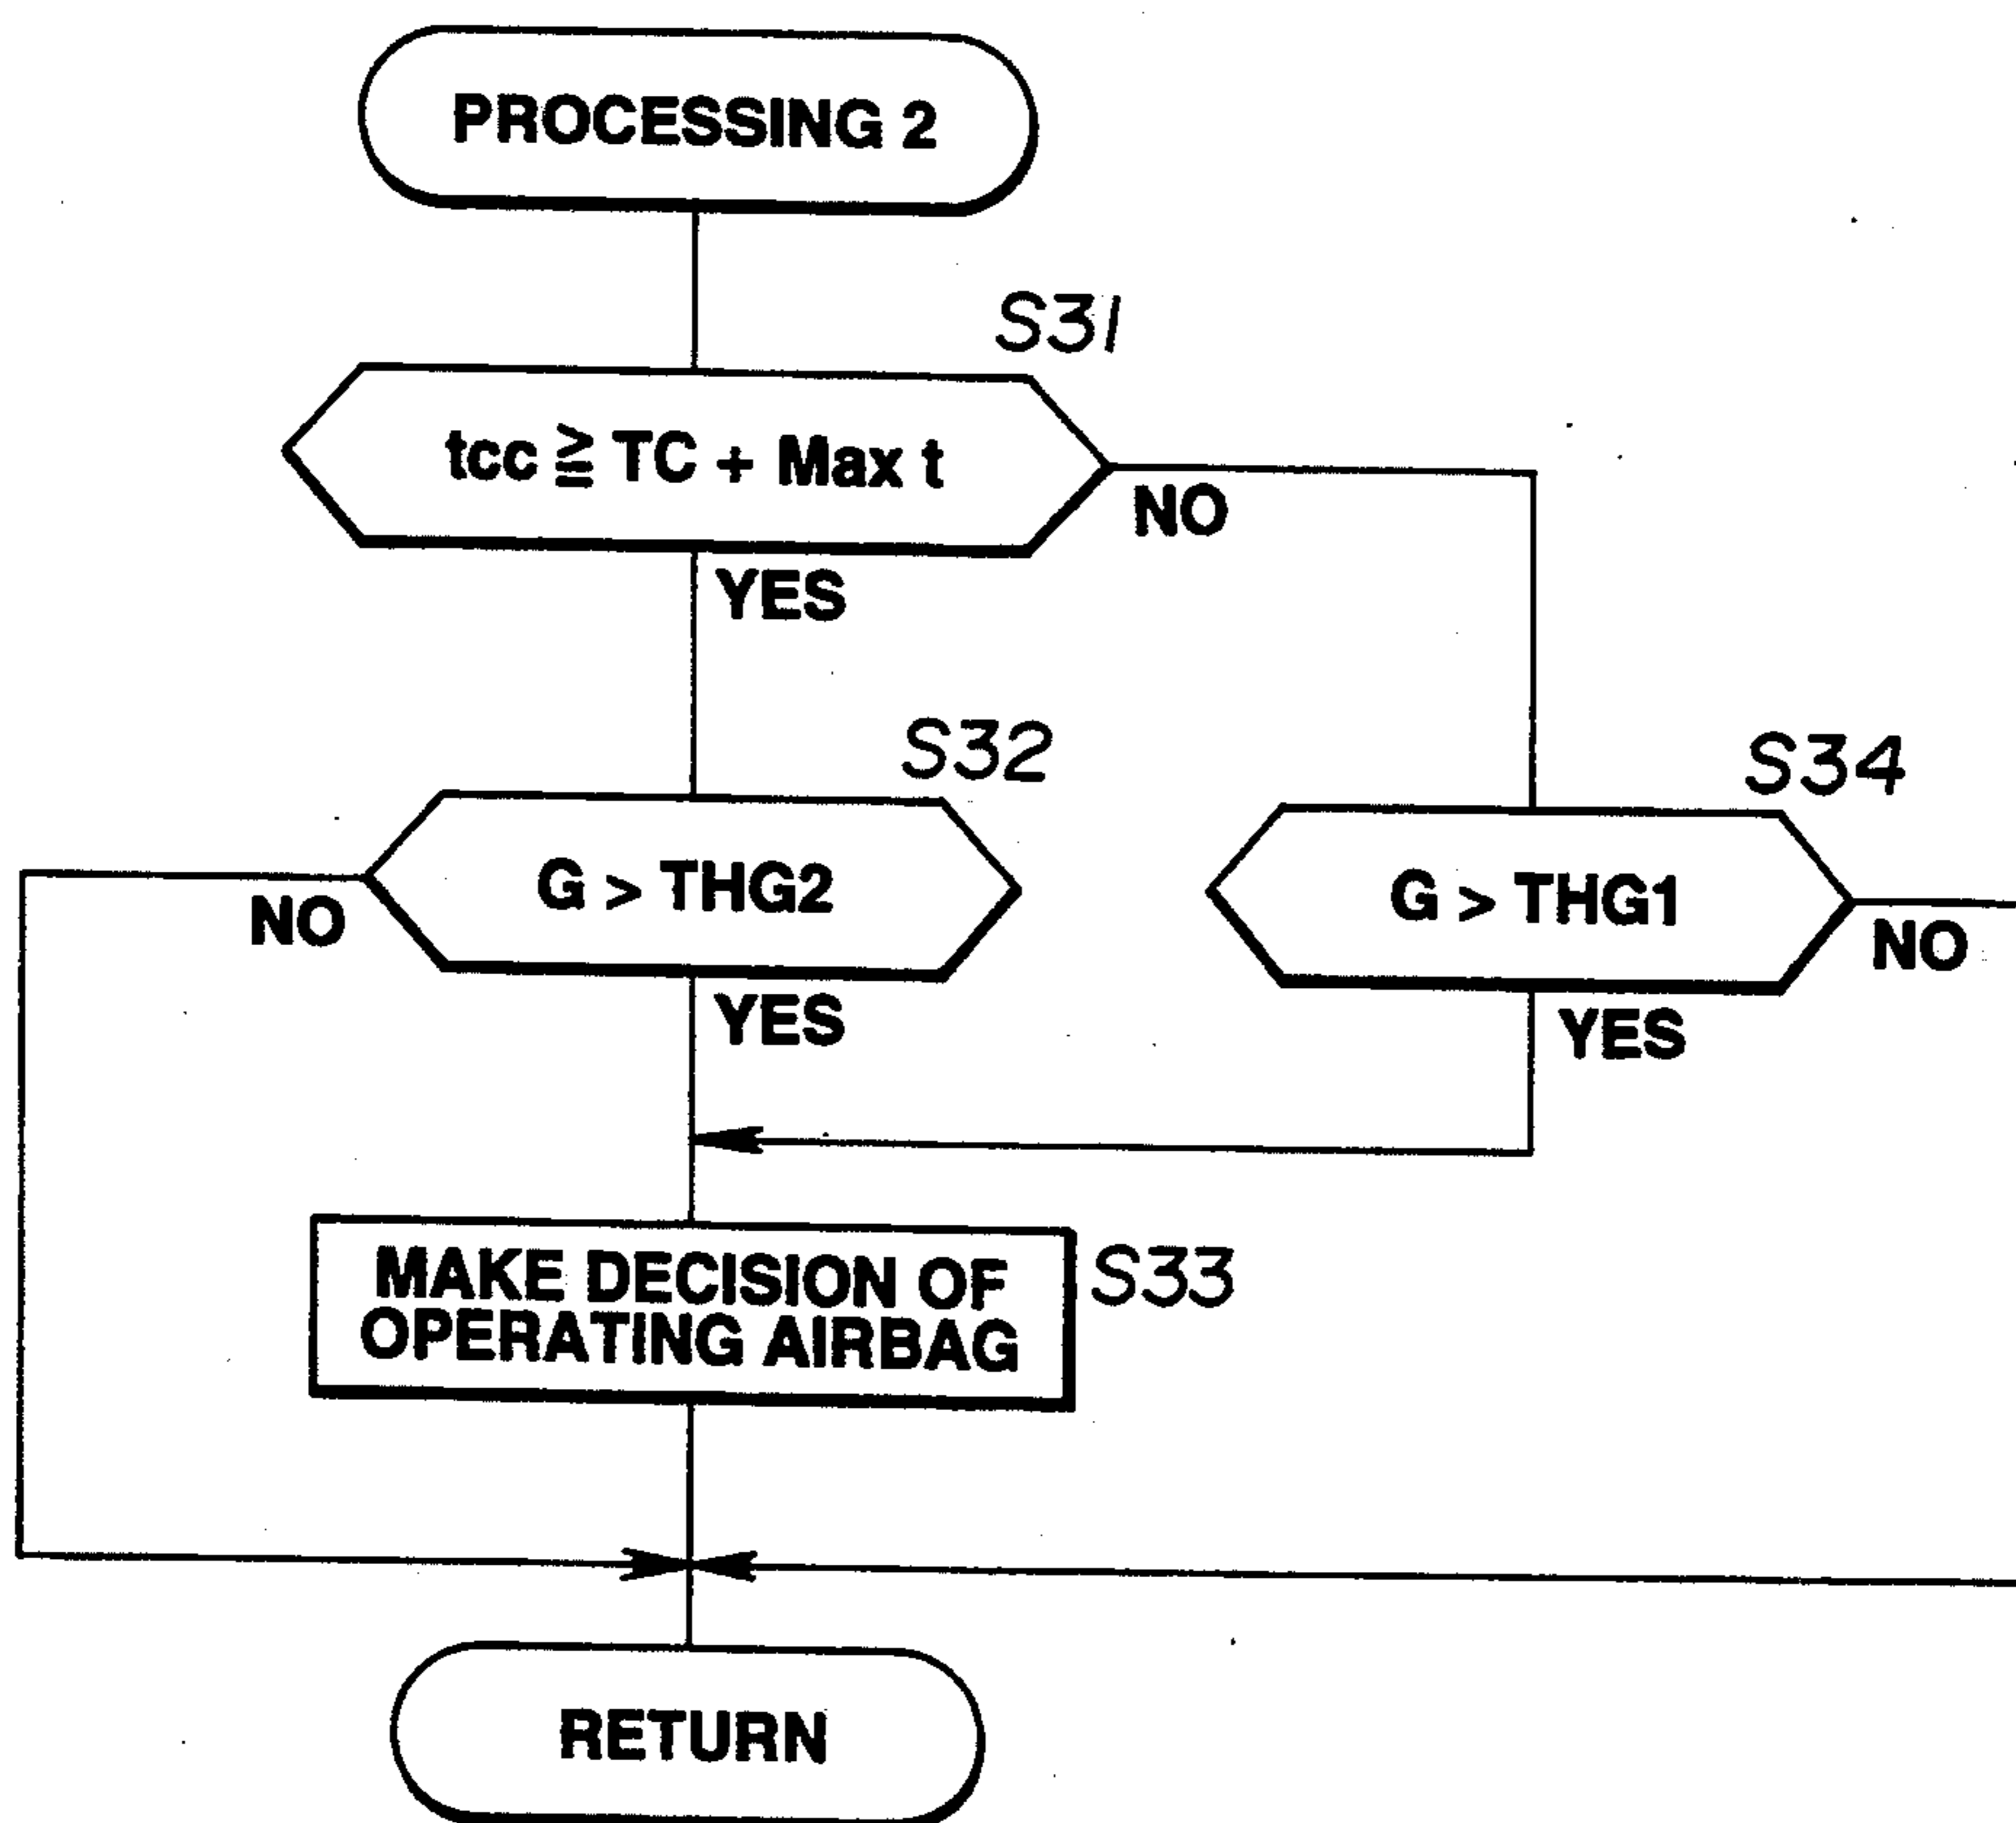 PROCESSING 2
S31
tcc ≧ TC + Max t
NO
YES
S32
S34
G > THG2
G > THG1
NO
NO
YES
YES
MAKE DECISION OF
OPERATING AIRBAG
S33
RETURN